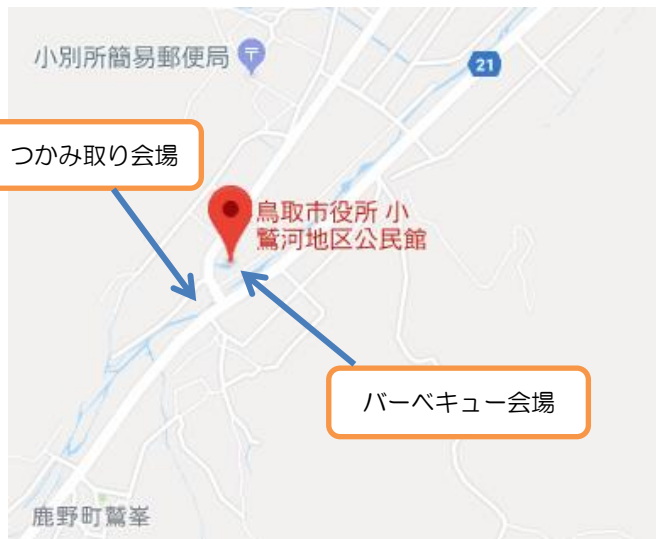 小別所簡易郵便局
21
つかみ取り会場
鳥取市役所 小
鷲河地区公民館
バーベキュー会場
鹿野町鷲峯